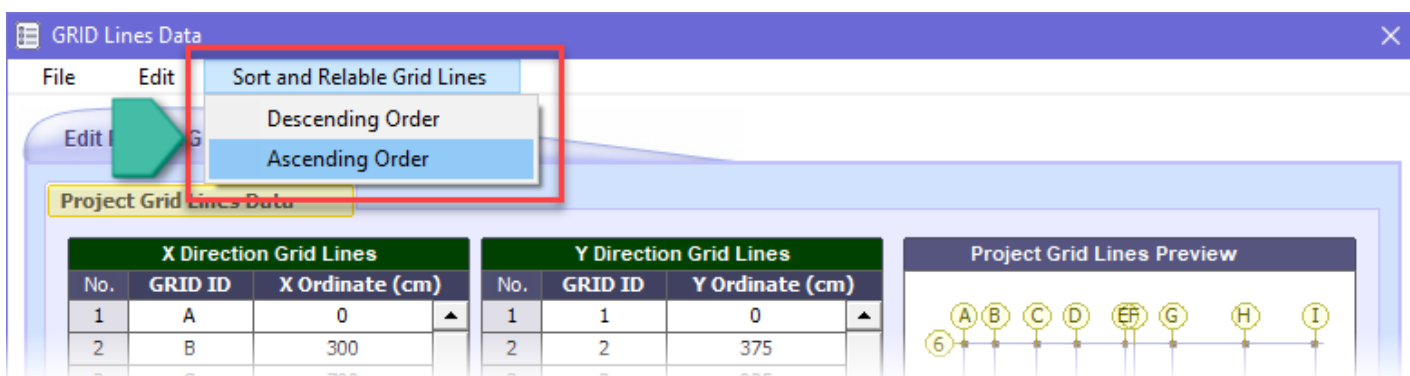 GRID Lines Data
File Edit Sort and Relable Grid Lines
Descending Order
Ascending Order
Edit
Project Grid Lines Data
X Direction Grid Lines Y Direction Grid Lines Project Grid Lines Preview
No. GRID ID X Ordinate (cm) No. GRID ID Y Ordinate (cm)
1 A 0 1 1 0
2 B 300 2 2 375
A B C D E F G H I
6